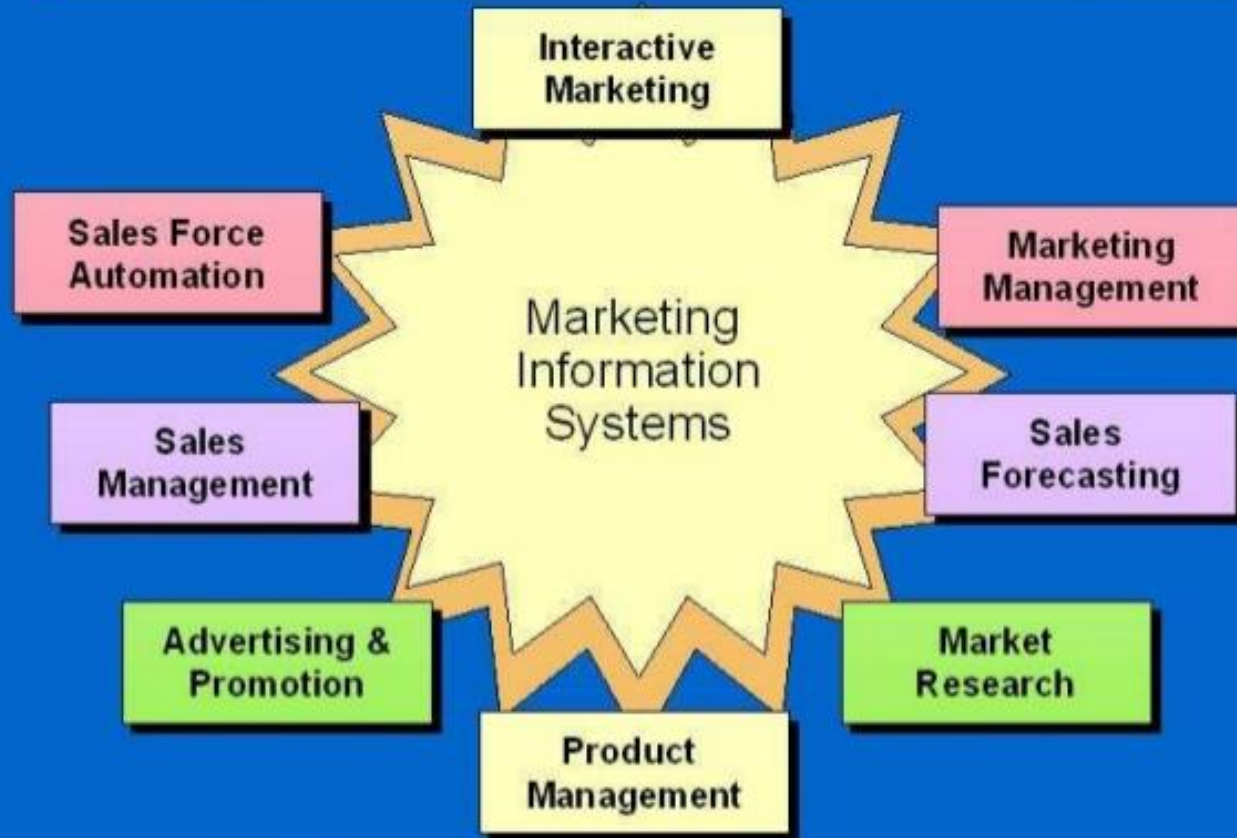 Interactive
Marketing
Sales Force
Automation
Marketing
Management
Marketing
Information
Systems
Sales
Management
Sales
Forecasting
Advertising &
Promotion
Market
Research
Product
Management